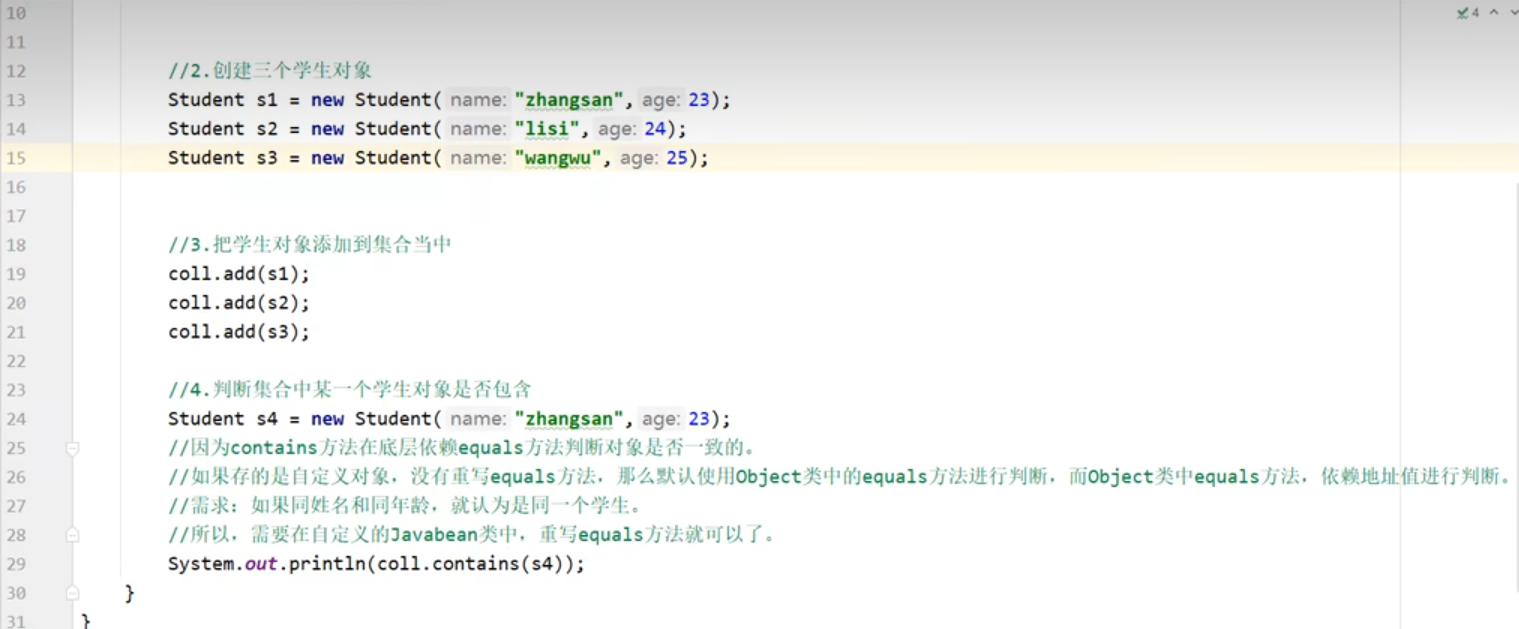 10
4
11
12 //2.创建三个学生对象
13 Student s1 = new Student( name: "zhangsan", age: 23);
14 Student s2 = new Student( name: "lisi", age: 24);
15 Student s3 = new Student( name: "wangwu", age: 25);
16
17
18 //3.把学生对象添加到集合当中
19 coll.add(s1);
20 coll.add(s2);
21 coll.add(s3);
22
23 //4.判断集合中某一个学生对象是否包含
24 Student s4 = new Student( name: "zhangsan", age: 23);
25 //因为contains方法在底层依赖equals方法判断对象是否一致的。
26 //如果存的是自定义对象，没有重写equals方法，那么默认使用Object类中的equals方法进行判断，而Object类中equals方法，依赖地址值进行判断。
27 //需求：如果同姓名和同年龄，就认为是同一个学生。
28 //所以，需要在自定义的Javabean类中，重写equals方法就可以了。
29 System.out.println(coll.contains(s4));
30 }
31 }